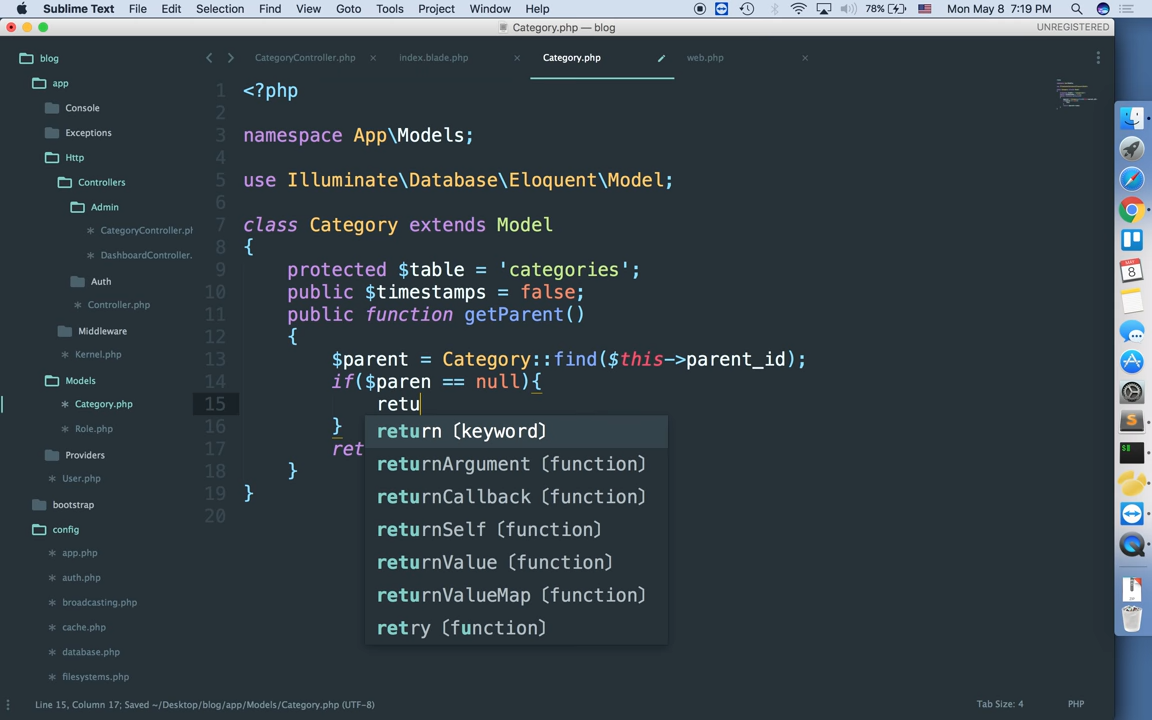 Sublime Text File Edit Selection Find View Goto Tools Project Window Help 78% Mon May 8 7:19 PM
Category.php — blog UNREGISTERED
blog
app
Console
Exceptions
Http
Controllers
Admin
CategoryController.ph
DashboardController.
Auth
Controller.php
Middleware
Kernel.php
Models
Category.php
Role.php
Providers
User.php
bootstrap
config
app.php
auth.php
broadcasting.php
cache.php
database.php
filesystems.php
CategoryController.php index.blade.php Category.php web.php
1 <?php
2
3 namespace App\Models;
4
5 use Illuminate\Database\Eloquent\Model;
6
7 class Category extends Model
8 {
9 protected $table = 'categories';
10 public $timestamps = false;
11 public function getParent()
12 {
13 $parent = Category::find($this->parent_id);
14 if($paren == null){
15 retu
16 }
17 ret
18 }
19 }
20
return (keyword)
returnArgument (function)
returnCallback (function)
returnSelf (function)
returnValue (function)
returnValueMap (function)
retry (function)
8
Line 15, Column 17; Saved ~/Desktop/blog/app/Models/Category.php (UTF-8) Tab Size: 4 PHP